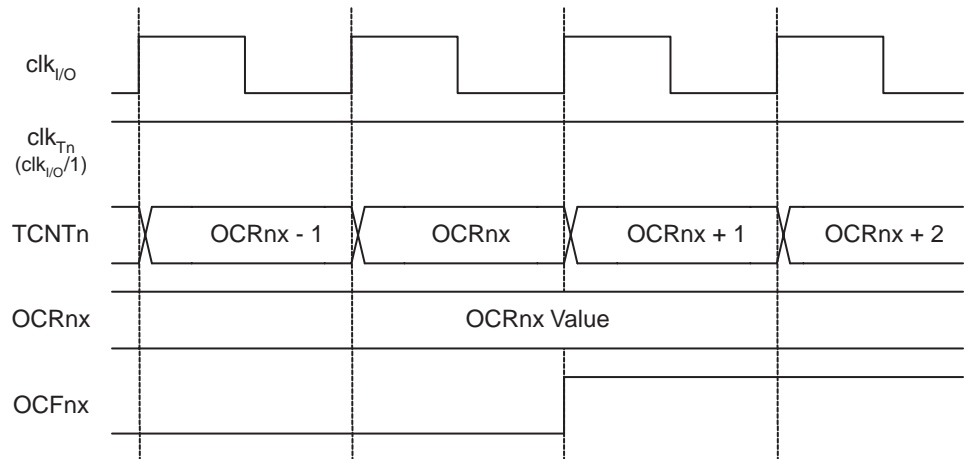 clkI/O
clkTn
(clkI/O/1)
TCNTn OCRnx - 1 OCRnx OCRnx + 1 OCRnx + 2
OCRnx OCRnx Value
OCFnx